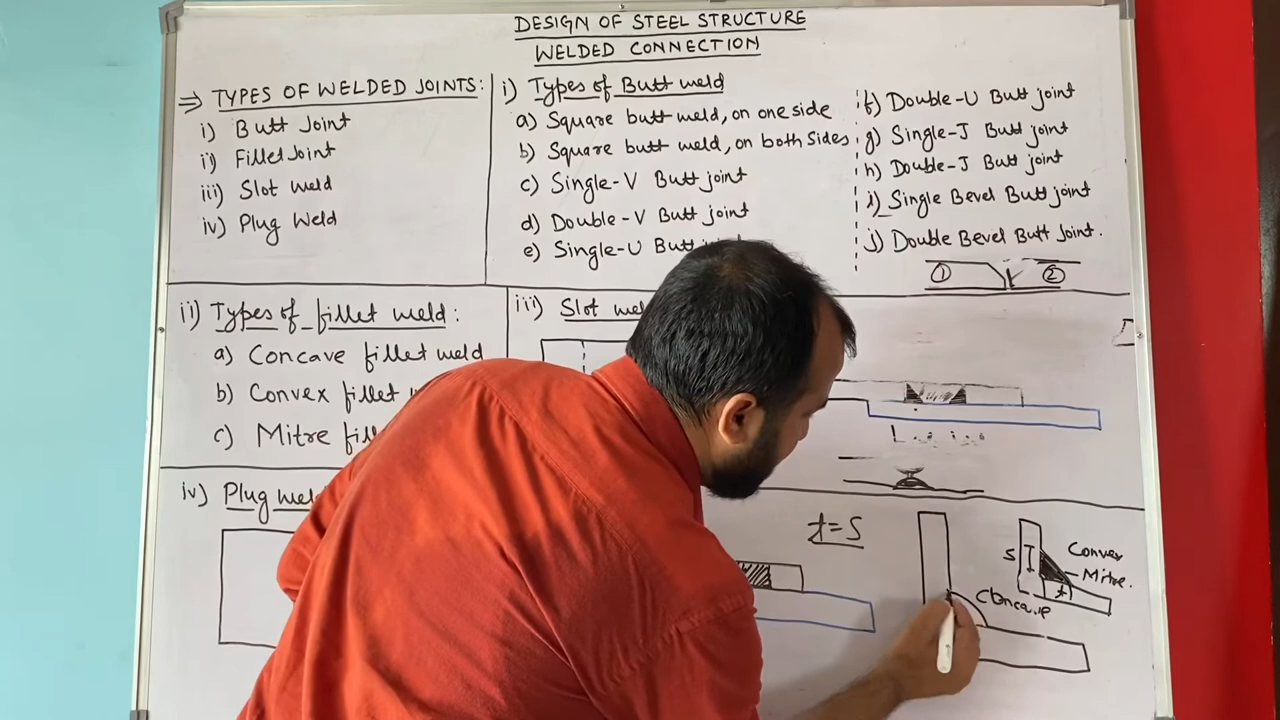 DESIGN OF STEEL STRUCTURE
WELDED CONNECTION
⇒ TYPES OF WELDED JOINTS:
i) Butt Joint
ii) Fillet Joint
iii) Slot weld
iv) Plug Weld
i) Types of Butt weld
a) Square butt weld, on one side
b) Square butt weld, on both sides
c) Single-V Butt joint
d) Double-V Butt joint
e) Single-U Butt
f) Double-U Butt joint
g) Single-J Butt joint
h) Double-J Butt joint
i) Single Bevel Butt joint
j) Double Bevel Butt Joint.
① ②
ii) Types of fillet weld:
a) Concave fillet weld
b) Convex fillet
c) Mitre
iii) Slot
iv) Plug
t=S
Concave
S
t
Convex
Mitre.